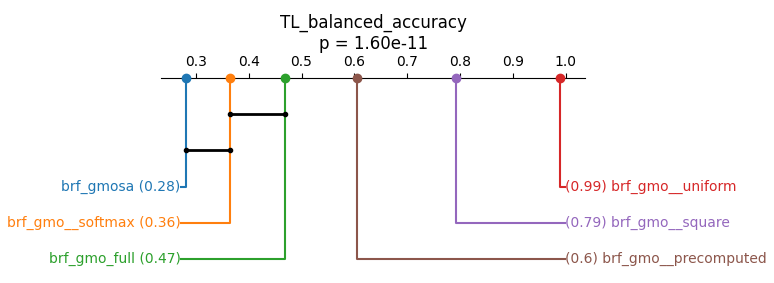 TL_balanced_accuracy
p = 1.60e-11
0.3 0.4 0.5 0.6 0.7 0.8 0.9 1.0
brf_gmosa (0.28) (0.99) brf_gmo__uniform
brf_gmo__softmax (0.36) (0.79) brf_gmo__square
brf_gmo_full (0.47) (0.6) brf_gmo__precomputed